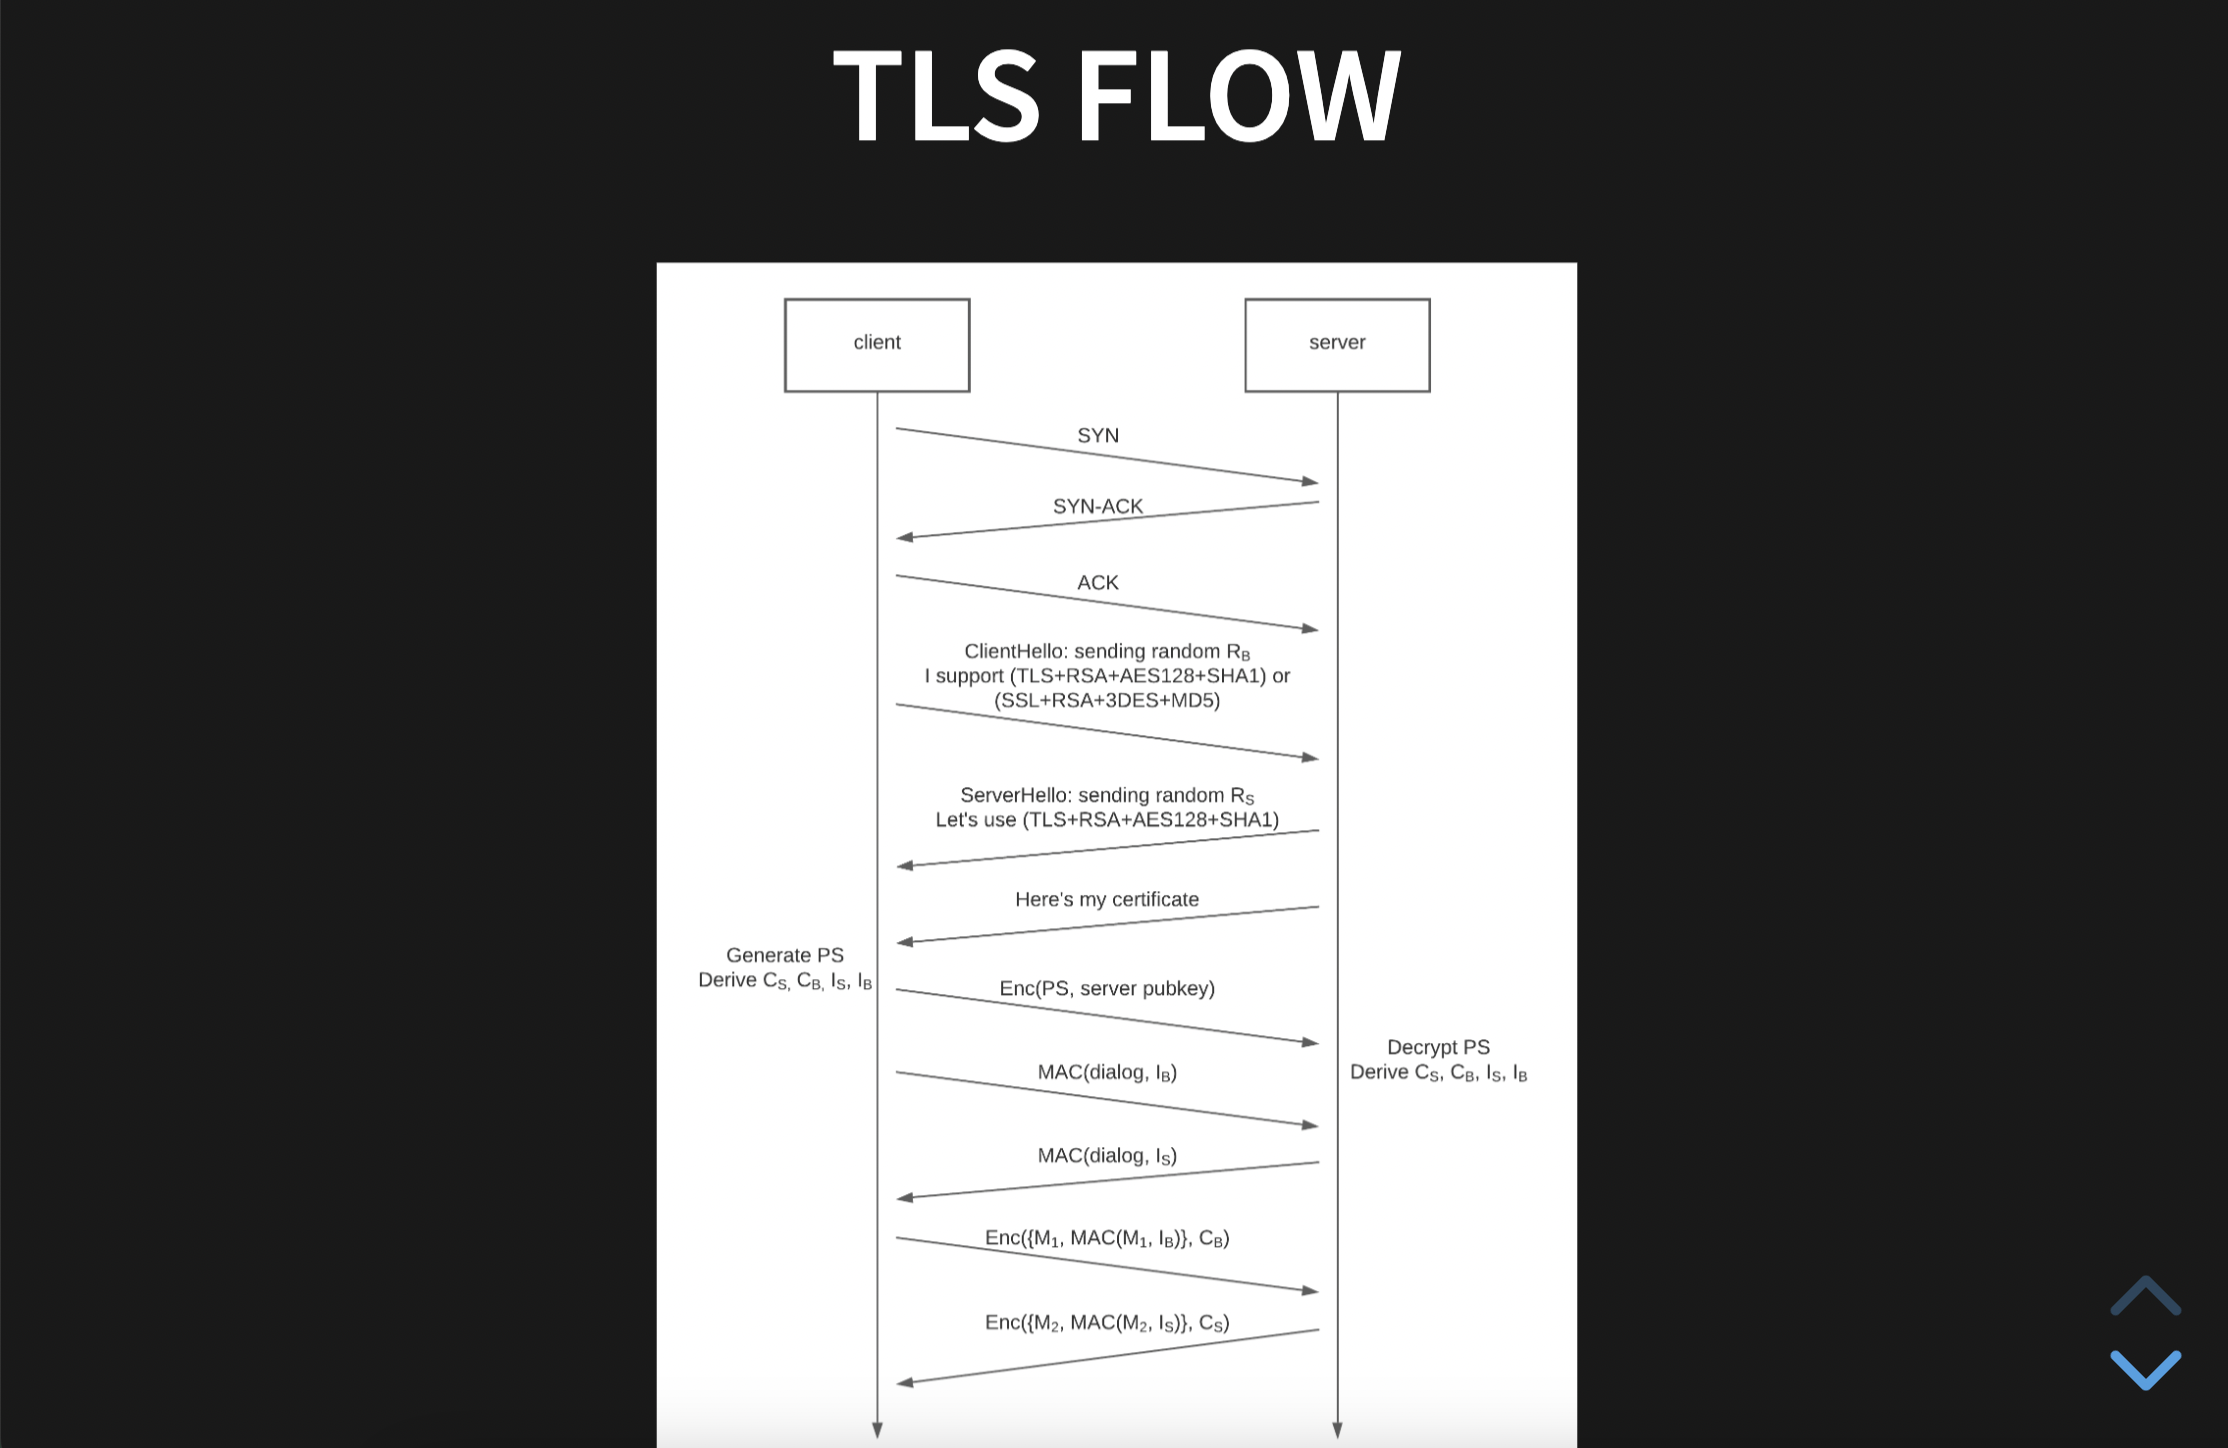 TLS FLOW
client
server
SYN
SYN-ACK
ACK
ClientHello: sending random R_B
I support (TLS+RSA+AES128+SHA1) or
(SSL+RSA+3DES+MD5)
ServerHello: sending random R_S
Let's use (TLS+RSA+AES128+SHA1)
Here's my certificate
Generate PS
Derive C_S, C_B, I_S, I_B
Enc(PS, server pubkey)
Decrypt PS
Derive C_S, C_B, I_S, I_B
MAC(dialog, I_B)
MAC(dialog, I_S)
Enc({M_1, MAC(M_1, I_B)}, C_B)
Enc({M_2, MAC(M_2, I_S)}, C_S)